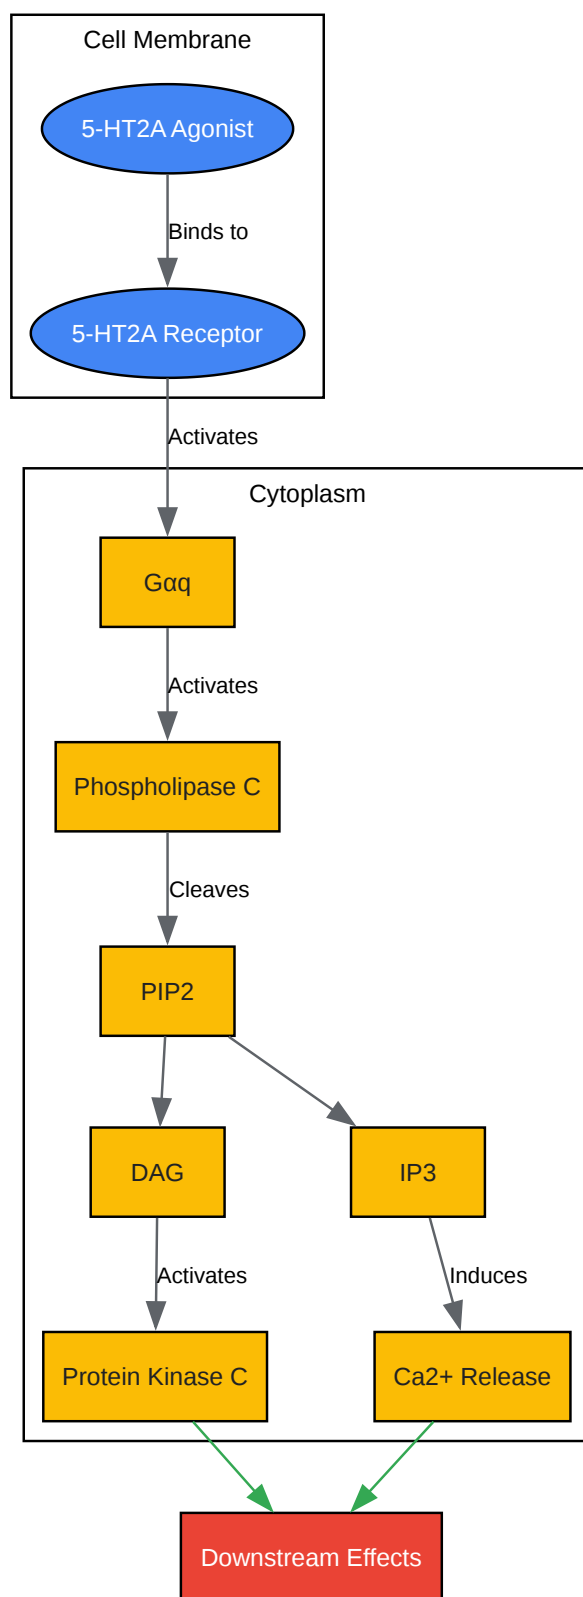 Cell Membrane
5-HT2A Agonist
Binds to
5-HT2A Receptor
Activates
Cytoplasm
Gαq
Activates
Phospholipase C
Cleaves
PIP2
DAG
IP3
Activates
Induces
Protein Kinase C
Ca2+ Release
Downstream Effects